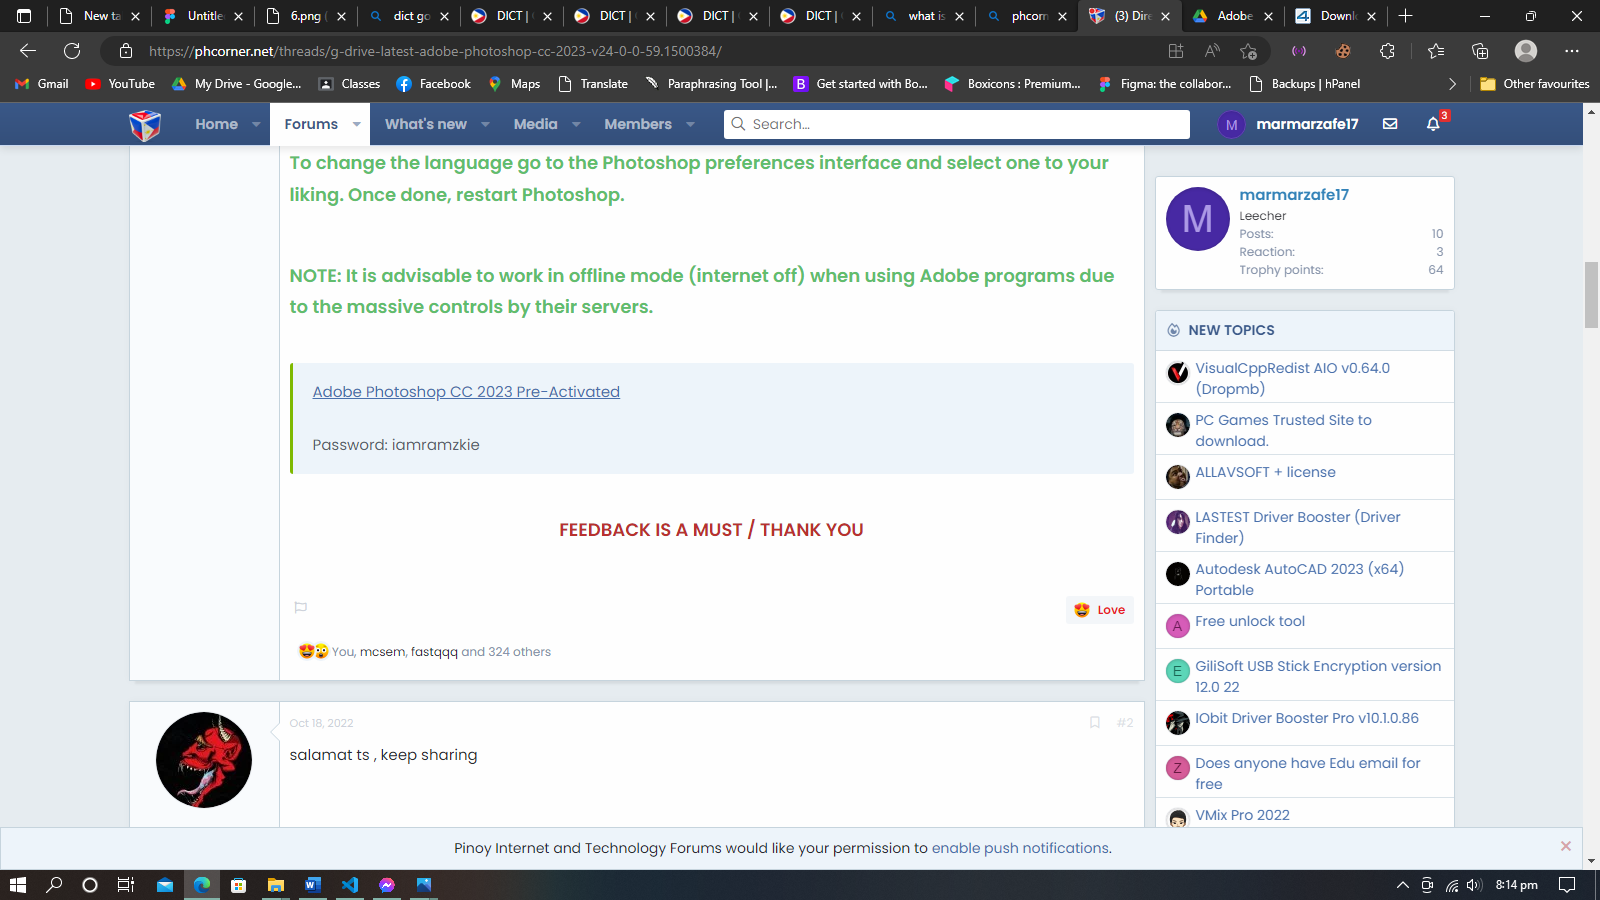 New ta
Untitle
6.png (
dict go
DICT | (
DICT | (
DICT | (
DICT | (
what is
phcorn
(3) Dire
Adobe
Downl
https://phcorner.net/threads/g-drive-latest-adobe-photoshop-cc-2023-v24-0-0-59.1500384/
Gmail
YouTube
My Drive - Google...
Classes
Facebook
Maps
Translate
Paraphrasing Tool |...
Get started with Bo...
Boxicons : Premium...
Figma: the collabor...
Backups | hPanel
Other favourites
Home
Forums
What's new
Media
Members
Search...
M
marmarzafe17
3
To change the language go to the Photoshop preferences interface and select one to your
liking. Once done, restart Photoshop.
NOTE: It is advisable to work in offline mode (internet off) when using Adobe programs due
to the massive controls by their servers.
Adobe Photoshop CC 2023 Pre-Activated
Password: iamramzkie
FEEDBACK IS A MUST / THANK YOU
Love
You, mcsem, fastqqq and 324 others
Oct 18, 2022
#2
salamat ts , keep sharing
M
marmarzafe17
Leecher
Posts: 10
Reaction: 3
Trophy points: 64
NEW TOPICS
VisualCppRedist AIO v0.64.0
(Dropmb)
PC Games Trusted Site to
download.
ALLAVSOFT + license
LASTEST Driver Booster (Driver
Finder)
Autodesk AutoCAD 2023 (x64)
Portable
A
Free unlock tool
E
GiliSoft USB Stick Encryption version
12.0 22
IObit Driver Booster Pro v10.1.0.86
Z
Does anyone have Edu email for
free
VMix Pro 2022
Pinoy Internet and Technology Forums would like your permission to enable push notifications.
8:14 pm